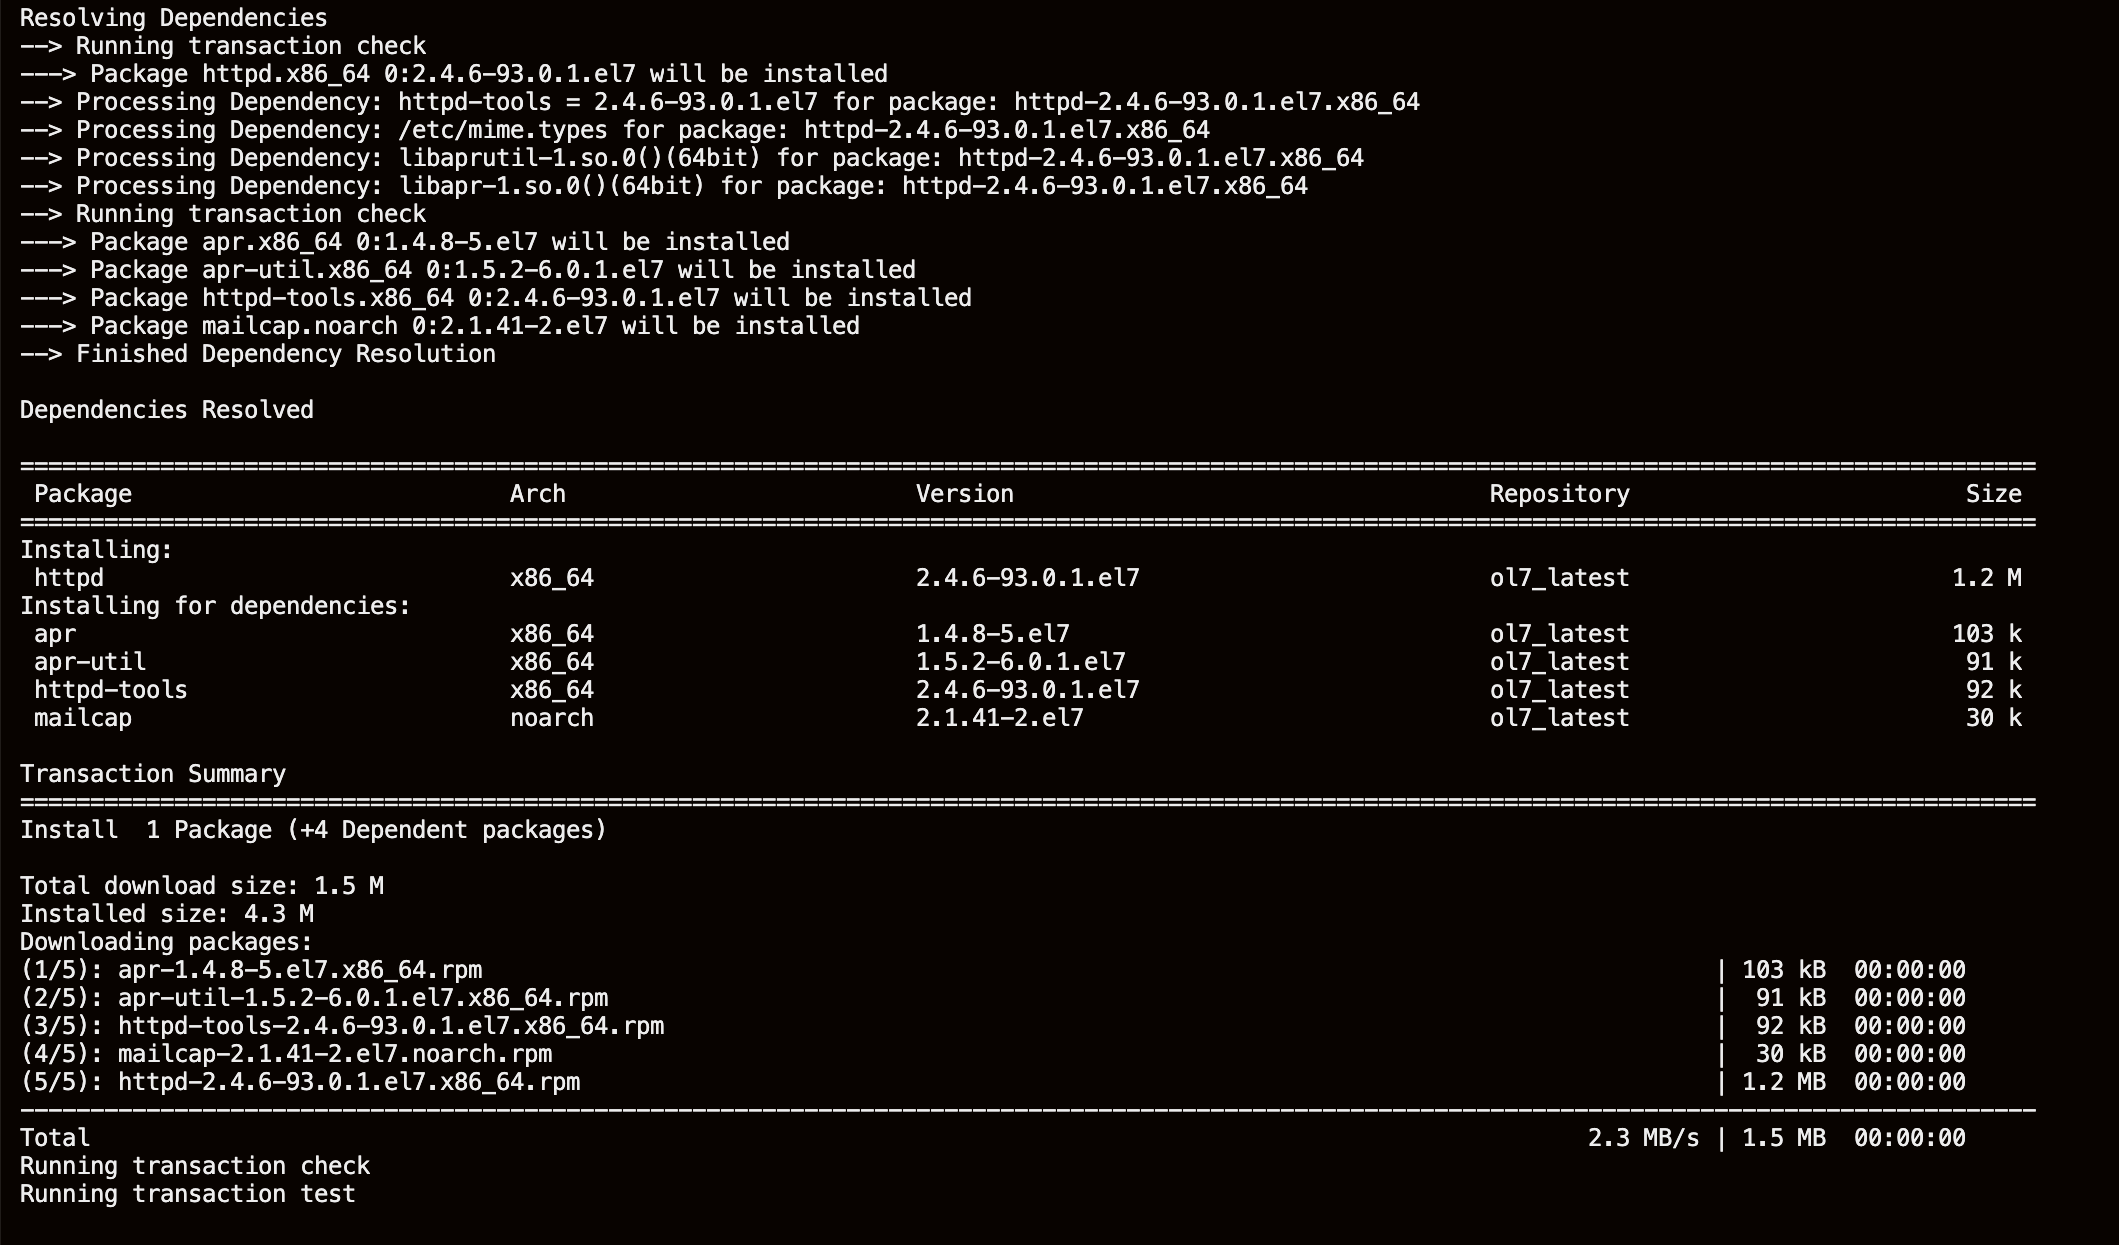 Resolving Dependencies
--> Running transaction check
---> Package httpd.x86_64 0:2.4.6-93.0.1.el7 will be installed
--> Processing Dependency: httpd-tools = 2.4.6-93.0.1.el7 for package: httpd-2.4.6-93.0.1.el7.x86_64
--> Processing Dependency: /etc/mime.types for package: httpd-2.4.6-93.0.1.el7.x86_64
--> Processing Dependency: libaprutil-1.so.0()(64bit) for package: httpd-2.4.6-93.0.1.el7.x86_64
--> Processing Dependency: libapr-1.so.0()(64bit) for package: httpd-2.4.6-93.0.1.el7.x86_64
--> Running transaction check
---> Package apr.x86_64 0:1.4.8-5.el7 will be installed
---> Package apr-util.x86_64 0:1.5.2-6.0.1.el7 will be installed
---> Package httpd-tools.x86_64 0:2.4.6-93.0.1.el7 will be installed
---> Package mailcap.noarch 0:2.1.41-2.el7 will be installed
--> Finished Dependency Resolution

Dependencies Resolved

================================================================================
 Package Arch Version Repository Size
================================================================================
Installing:
 httpd x86_64 2.4.6-93.0.1.el7 ol7_latest 1.2 M
Installing for dependencies:
 apr x86_64 1.4.8-5.el7 ol7_latest 103 k
 apr-util x86_64 1.5.2-6.0.1.el7 ol7_latest 91 k
 httpd-tools x86_64 2.4.6-93.0.1.el7 ol7_latest 92 k
 mailcap noarch 2.1.41-2.el7 ol7_latest 30 k

Transaction Summary
================================================================================
Install  1 Package (+4 Dependent packages)

Total download size: 1.5 M
Installed size: 4.3 M
Downloading packages:
(1/5): apr-1.4.8-5.el7.x86_64.rpm | 103 kB  00:00:00
(2/5): apr-util-1.5.2-6.0.1.el7.x86_64.rpm |  91 kB  00:00:00
(3/5): httpd-tools-2.4.6-93.0.1.el7.x86_64.rpm |  92 kB  00:00:00
(4/5): mailcap-2.1.41-2.el7.noarch.rpm |  30 kB  00:00:00
(5/5): httpd-2.4.6-93.0.1.el7.x86_64.rpm | 1.2 MB  00:00:00
--------------------------------------------------------------------------------
Total 2.3 MB/s | 1.5 MB  00:00:00
Running transaction check
Running transaction test